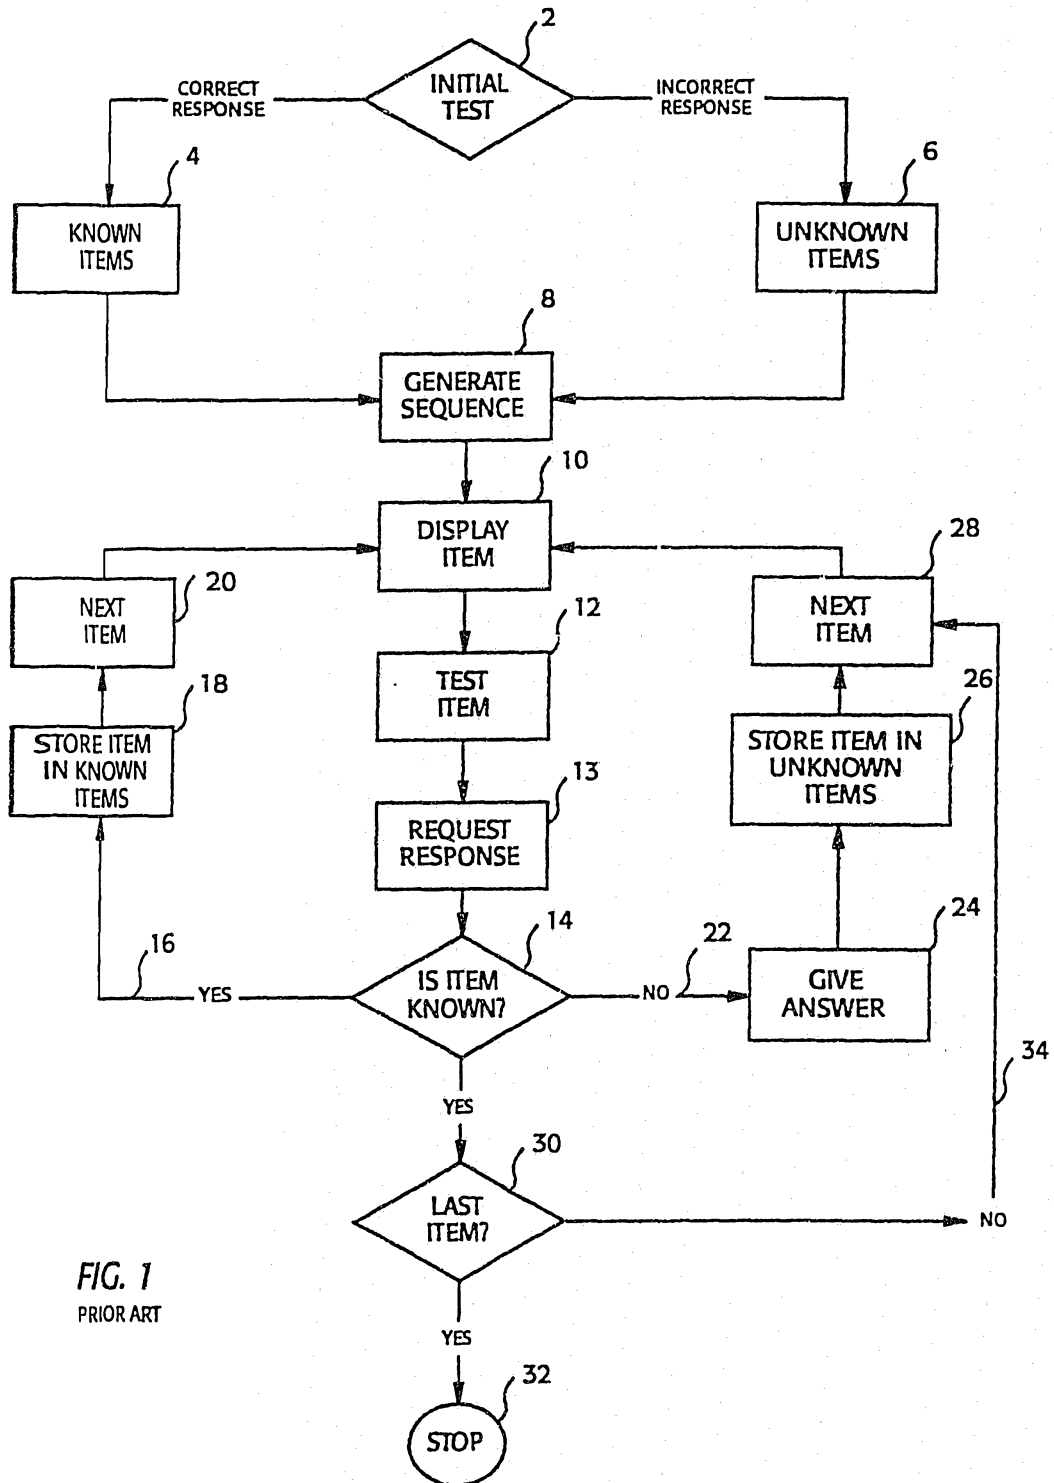 2
INITIAL
TEST
CORRECT
RESPONSE
INCORRECT
RESPONSE
4
KNOWN
ITEMS
6
UNKNOWN
ITEMS
8
GENERATE
SEQUENCE
10
DISPLAY
ITEM
20
NEXT
ITEM
28
NEXT
ITEM
12
TEST
ITEM
18
STORE ITEM
IN KNOWN
ITEMS
26
STORE ITEM IN
UNKNOWN
ITEMS
13
REQUEST
RESPONSE
14
IS ITEM
KNOWN?
16
YES
22
NO
24
GIVE
ANSWER
34
YES
30
LAST
ITEM?
NO
YES
32
STOP
FIG. 1
PRIOR ART